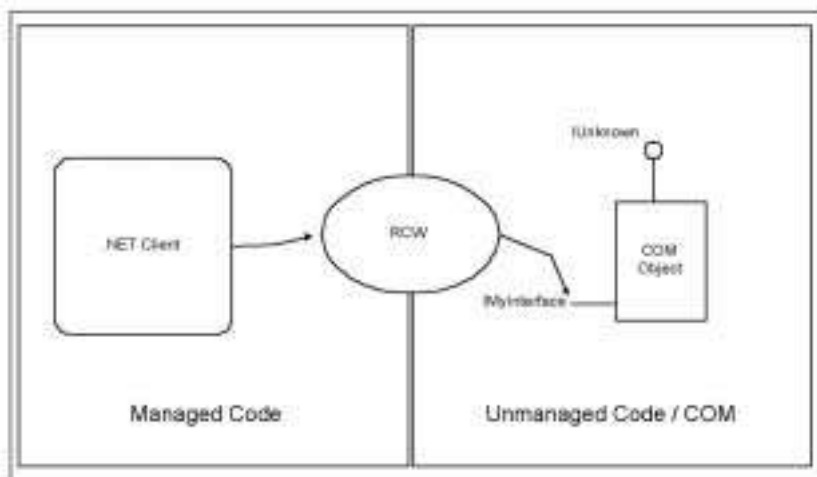 IUnknown
.NET Client
RCW
COM
Object
IMyInterface
Managed Code
Unmanaged Code / COM